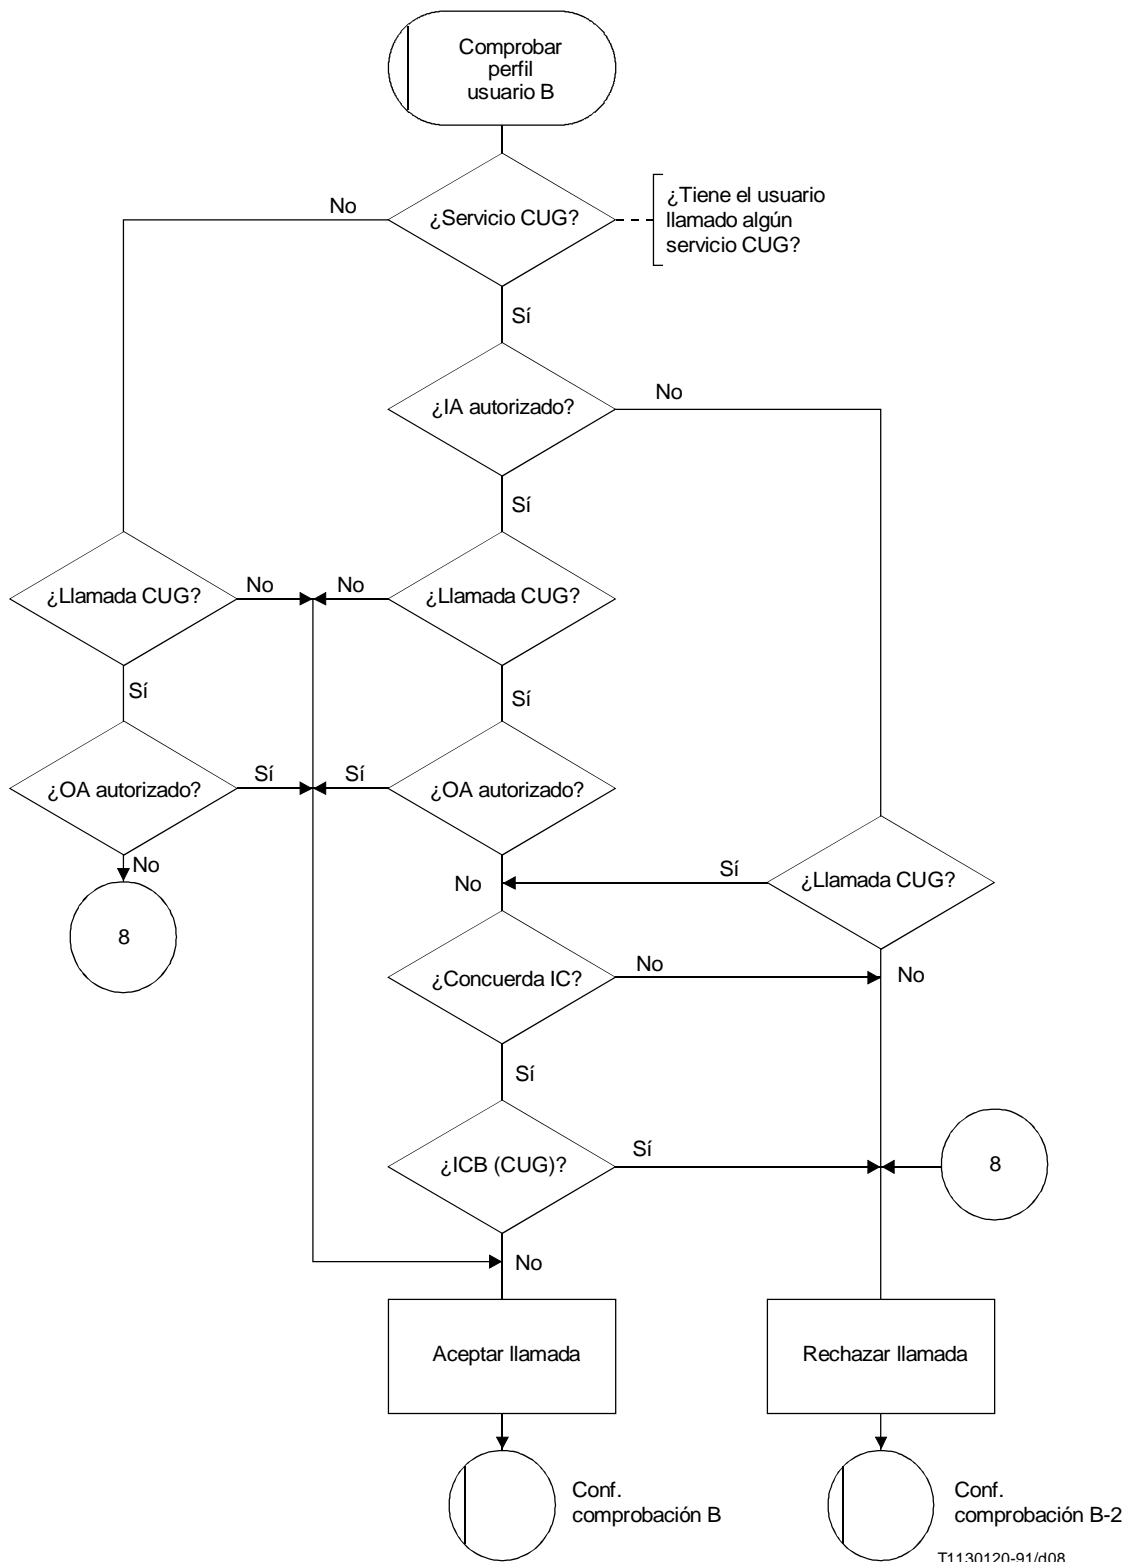 Comprobar
perfil
usuario B
¿Servicio CUG?
¿Tiene el usuario
llamado algún
servicio CUG?
No
Sí
¿IA autorizado?
No
Sí
¿Llamada CUG?
No
No
¿Llamada CUG?
Sí
Sí
¿OA autorizado?
Sí
Sí
¿OA autorizado?
No
No
Sí
¿Llamada CUG?
8
¿Concuerda IC?
No
No
Sí
¿ICB (CUG)?
Sí
8
No
Aceptar llamada
Rechazar llamada
Conf.
comprobación B
Conf.
comprobación B-2
T1130120-91/d08